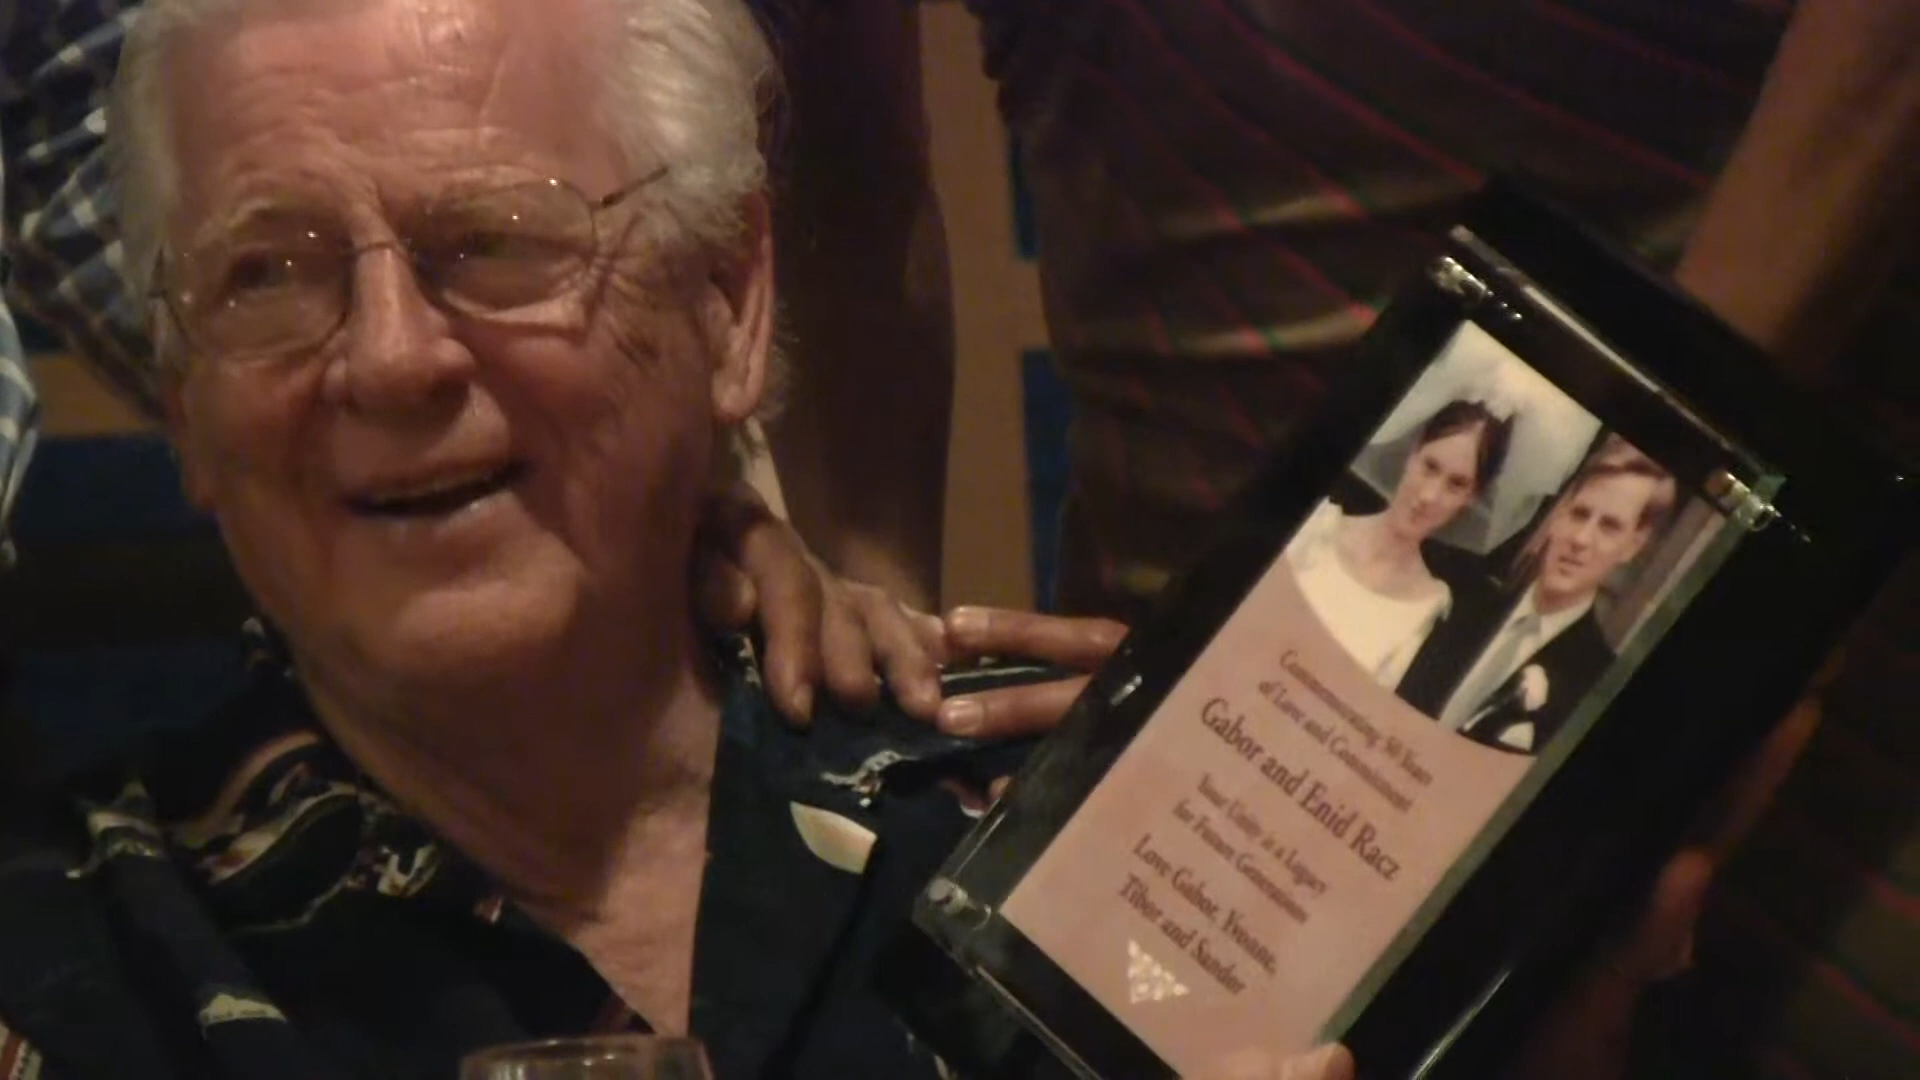 Commemorating 50 Years
of Love and Commitment
Gabor and Enid Racz
Your Unity is a Legacy
for Future Generations
Love Gabor, Yvonne,
Tibor and Sandor